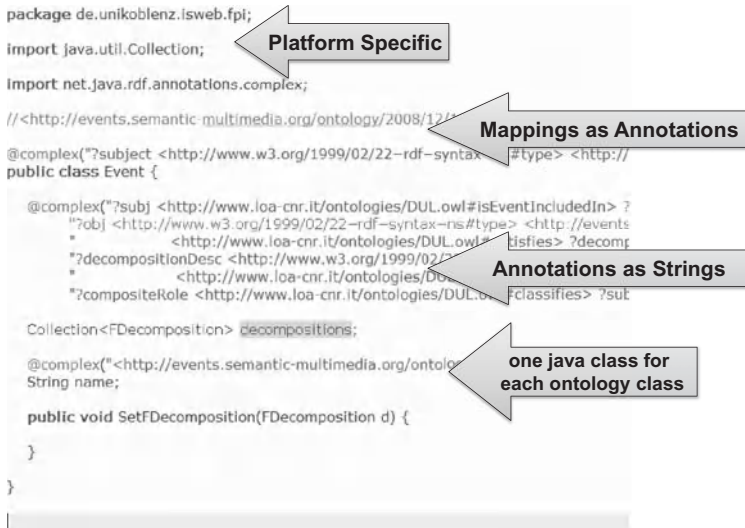 package de.unikoblenz.isweb.fpi;
Platform Specific
import java.util.Collection;
import net.java.rdf.annotations.complex;
//<http://events.semantic-multimedia.org/ontology/2008/12/
Mappings as Annotations
@complex("?subject <http://www.w3.org/1999/02/22-rdf-syntax #type> <http://
public class Event {
@complex("?subj <http://www.loa-cnr.it/ontologies/DUL.owl#isEventIncludedIn> ?
"?obj <http://www.w3.org/1999/02/22-rdf-syntax-ns#type> <http://events
" <http://www.loa-cnr.it/ontologies/DUL.owl# tisfies> ?decomp
"?decompositionDesc <http://www.w3.org/1999/02/
Annotations as Strings
" <http://www.loa-cnr.it/ontologies/DU
"?compositeRole <http://www.loa-cnr.it/ontologies/DUL. #classifies> ?sub
Collection<FDecomposition> decompositions;
@complex("<http://events.semantic-multimedia.org/ontolo
one java class for
each ontology class
String name;
public void SetFDecomposition(FDecomposition d) {
}
}